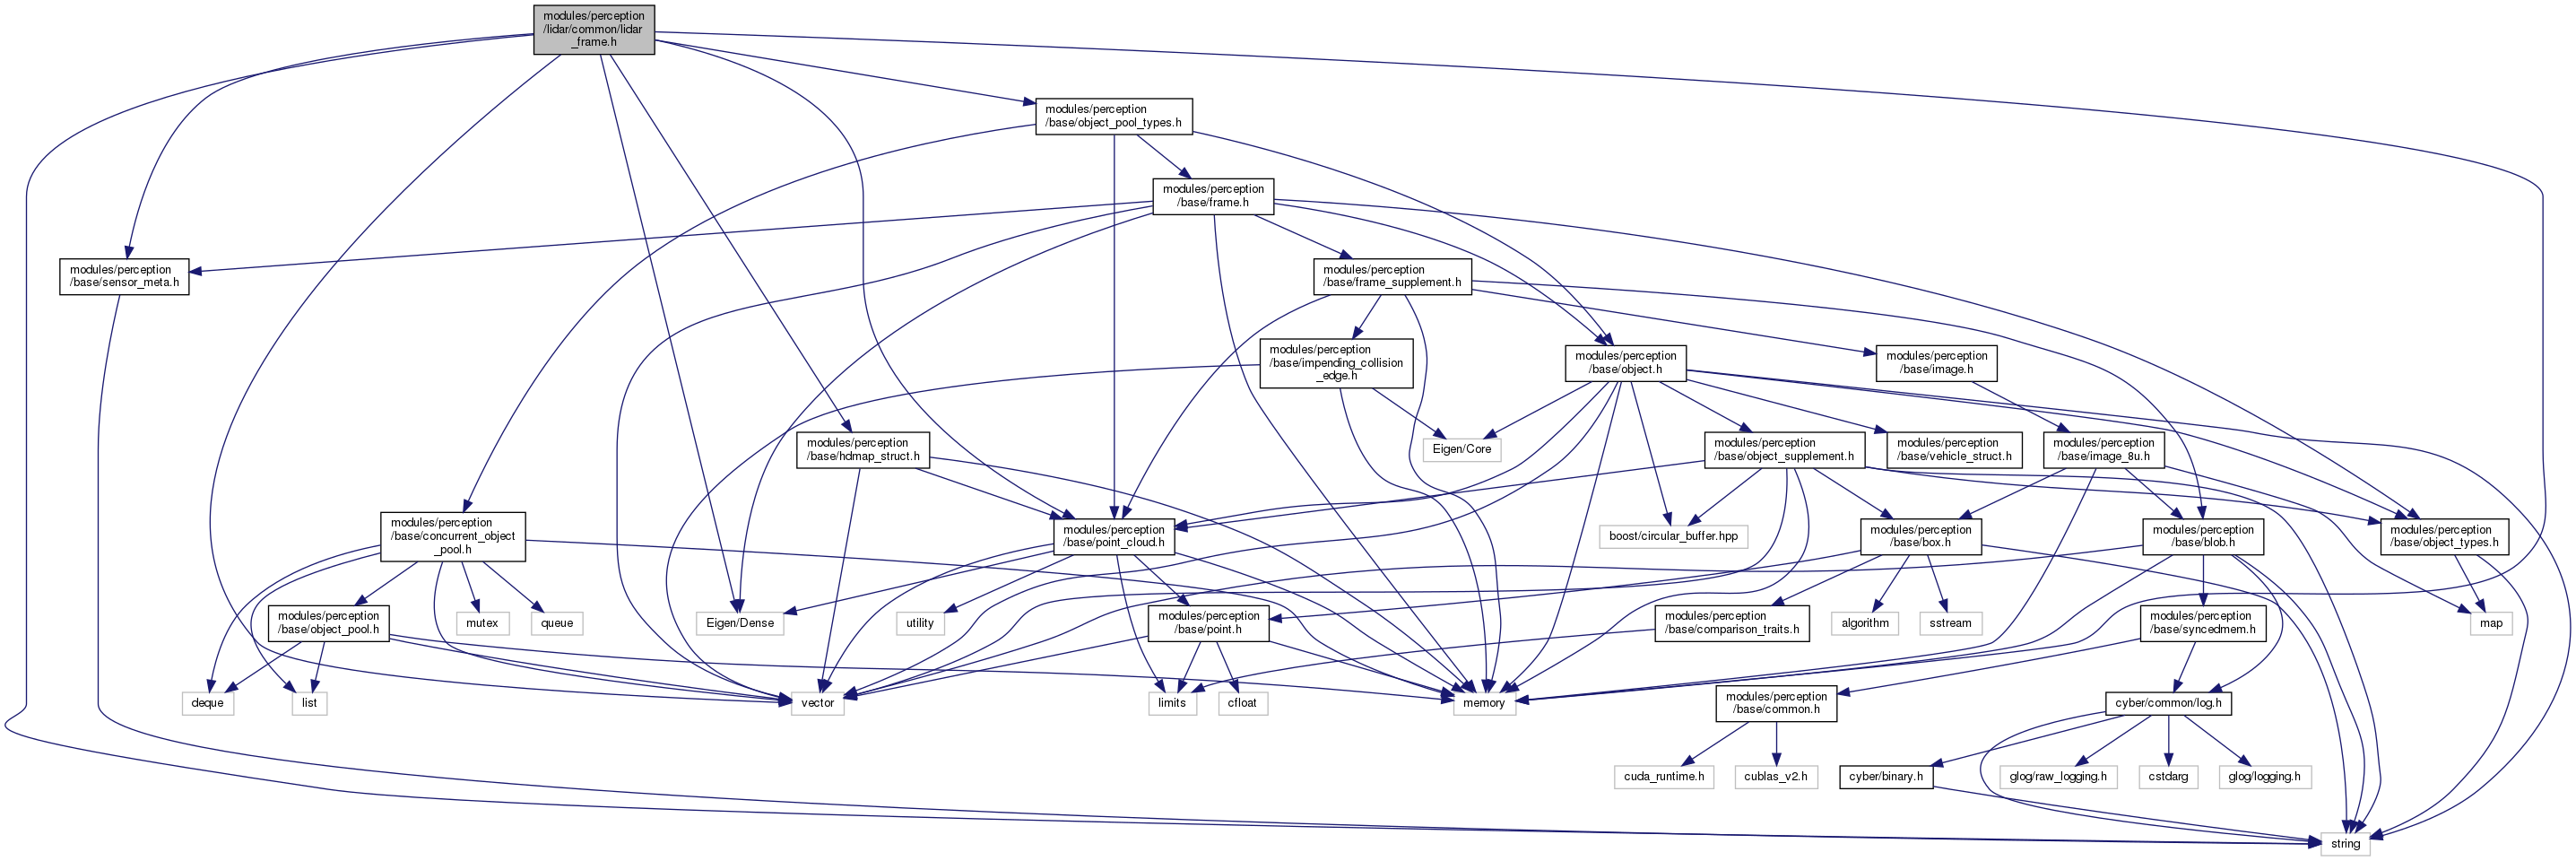 modules/perception
/lidar/common/lidar
_frame.h
modules/perception
/base/object_pool_types.h
modules/perception
/base/frame.h
modules/perception
/base/sensor_meta.h
modules/perception
/base/frame_supplement.h
modules/perception
/base/impending_collision
_edge.h
modules/perception
/base/object.h
modules/perception
/base/image.h
modules/perception
/base/hdmap_struct.h
Eigen/Core
modules/perception
/base/object_supplement.h
modules/perception
/base/vehicle_struct.h
modules/perception
/base/image_8u.h
modules/perception
/base/concurrent_object
_pool.h
modules/perception
/base/point_cloud.h
boost/circular_buffer.hpp
modules/perception
/base/box.h
modules/perception
/base/blob.h
modules/perception
/base/object_types.h
modules/perception
/base/object_pool.h
mutex
queue
Eigen/Dense
utility
modules/perception
/base/point.h
modules/perception
/base/comparison_traits.h
algorithm
sstream
modules/perception
/base/syncedmem.h
map
deque
list
vector
limits
cfloat
memory
modules/perception
/base/common.h
cyber/common/log.h
cuda_runtime.h
cublas_v2.h
cyber/binary.h
glog/raw_logging.h
cstdarg
glog/logging.h
string